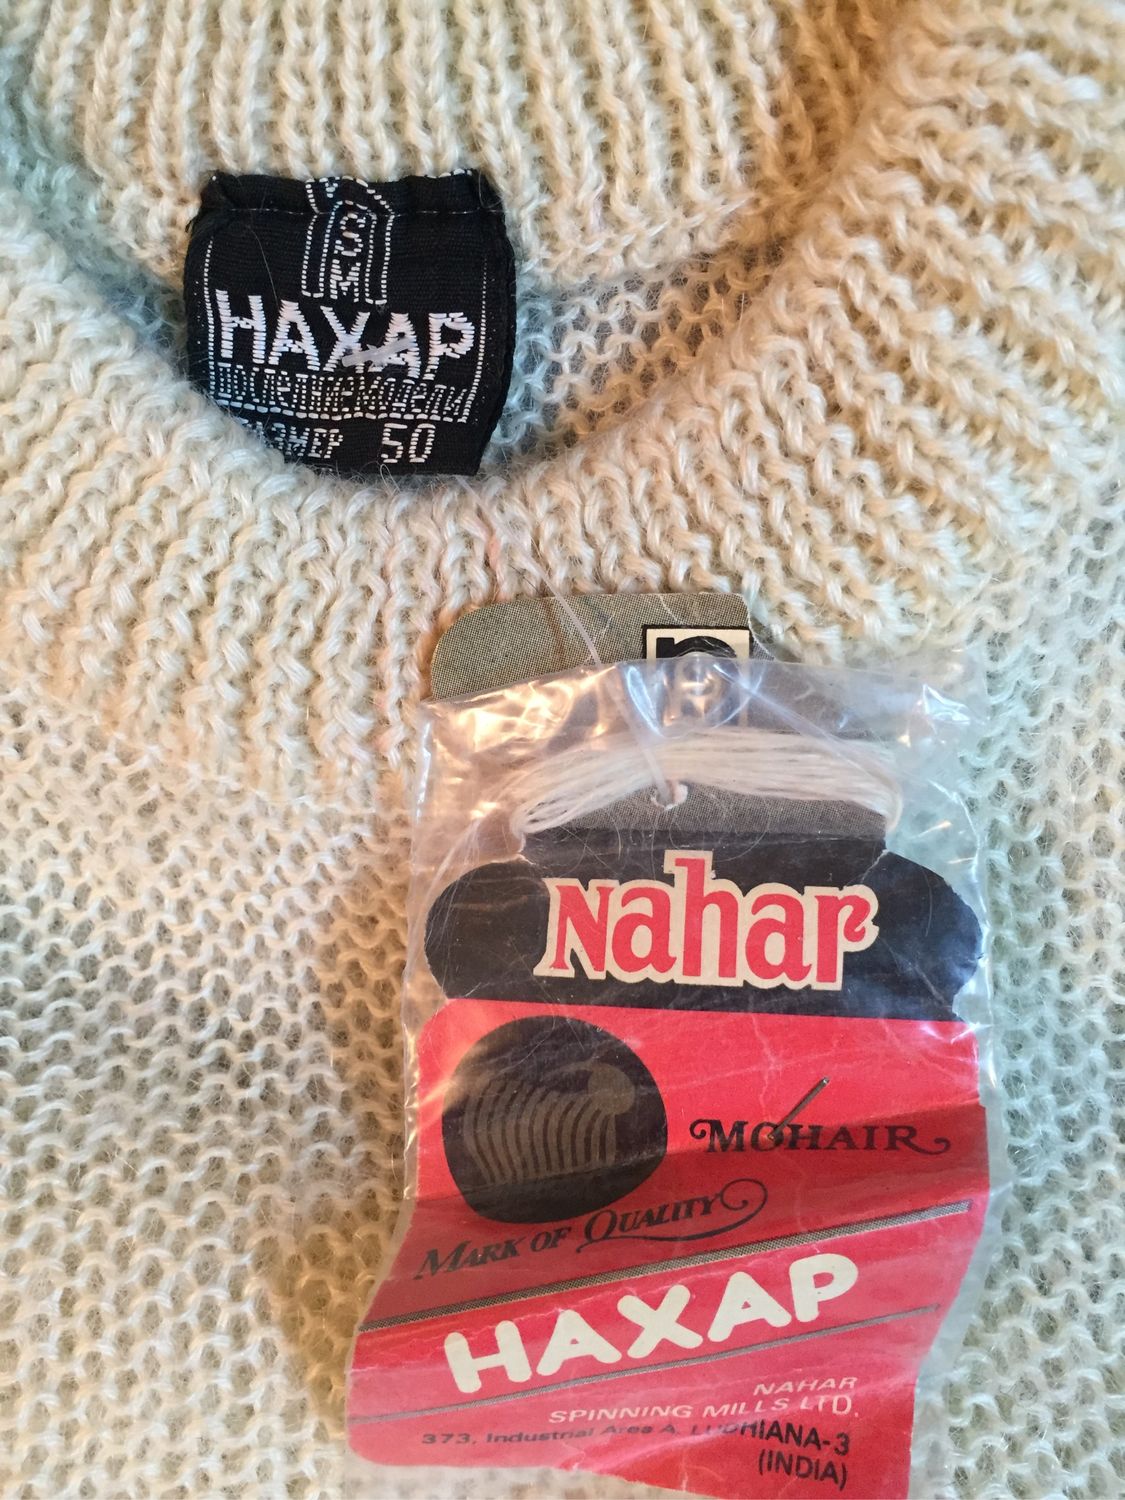 NSM
НАХАР
последние модели
РАЗМЕР 50
Nahar
MOHAIR
MARK OF QUALITY
НАХАР
NAHAR
SPINNING MILLS LTD.
373, Industrial Area A, LUDHIANA-3
(INDIA)